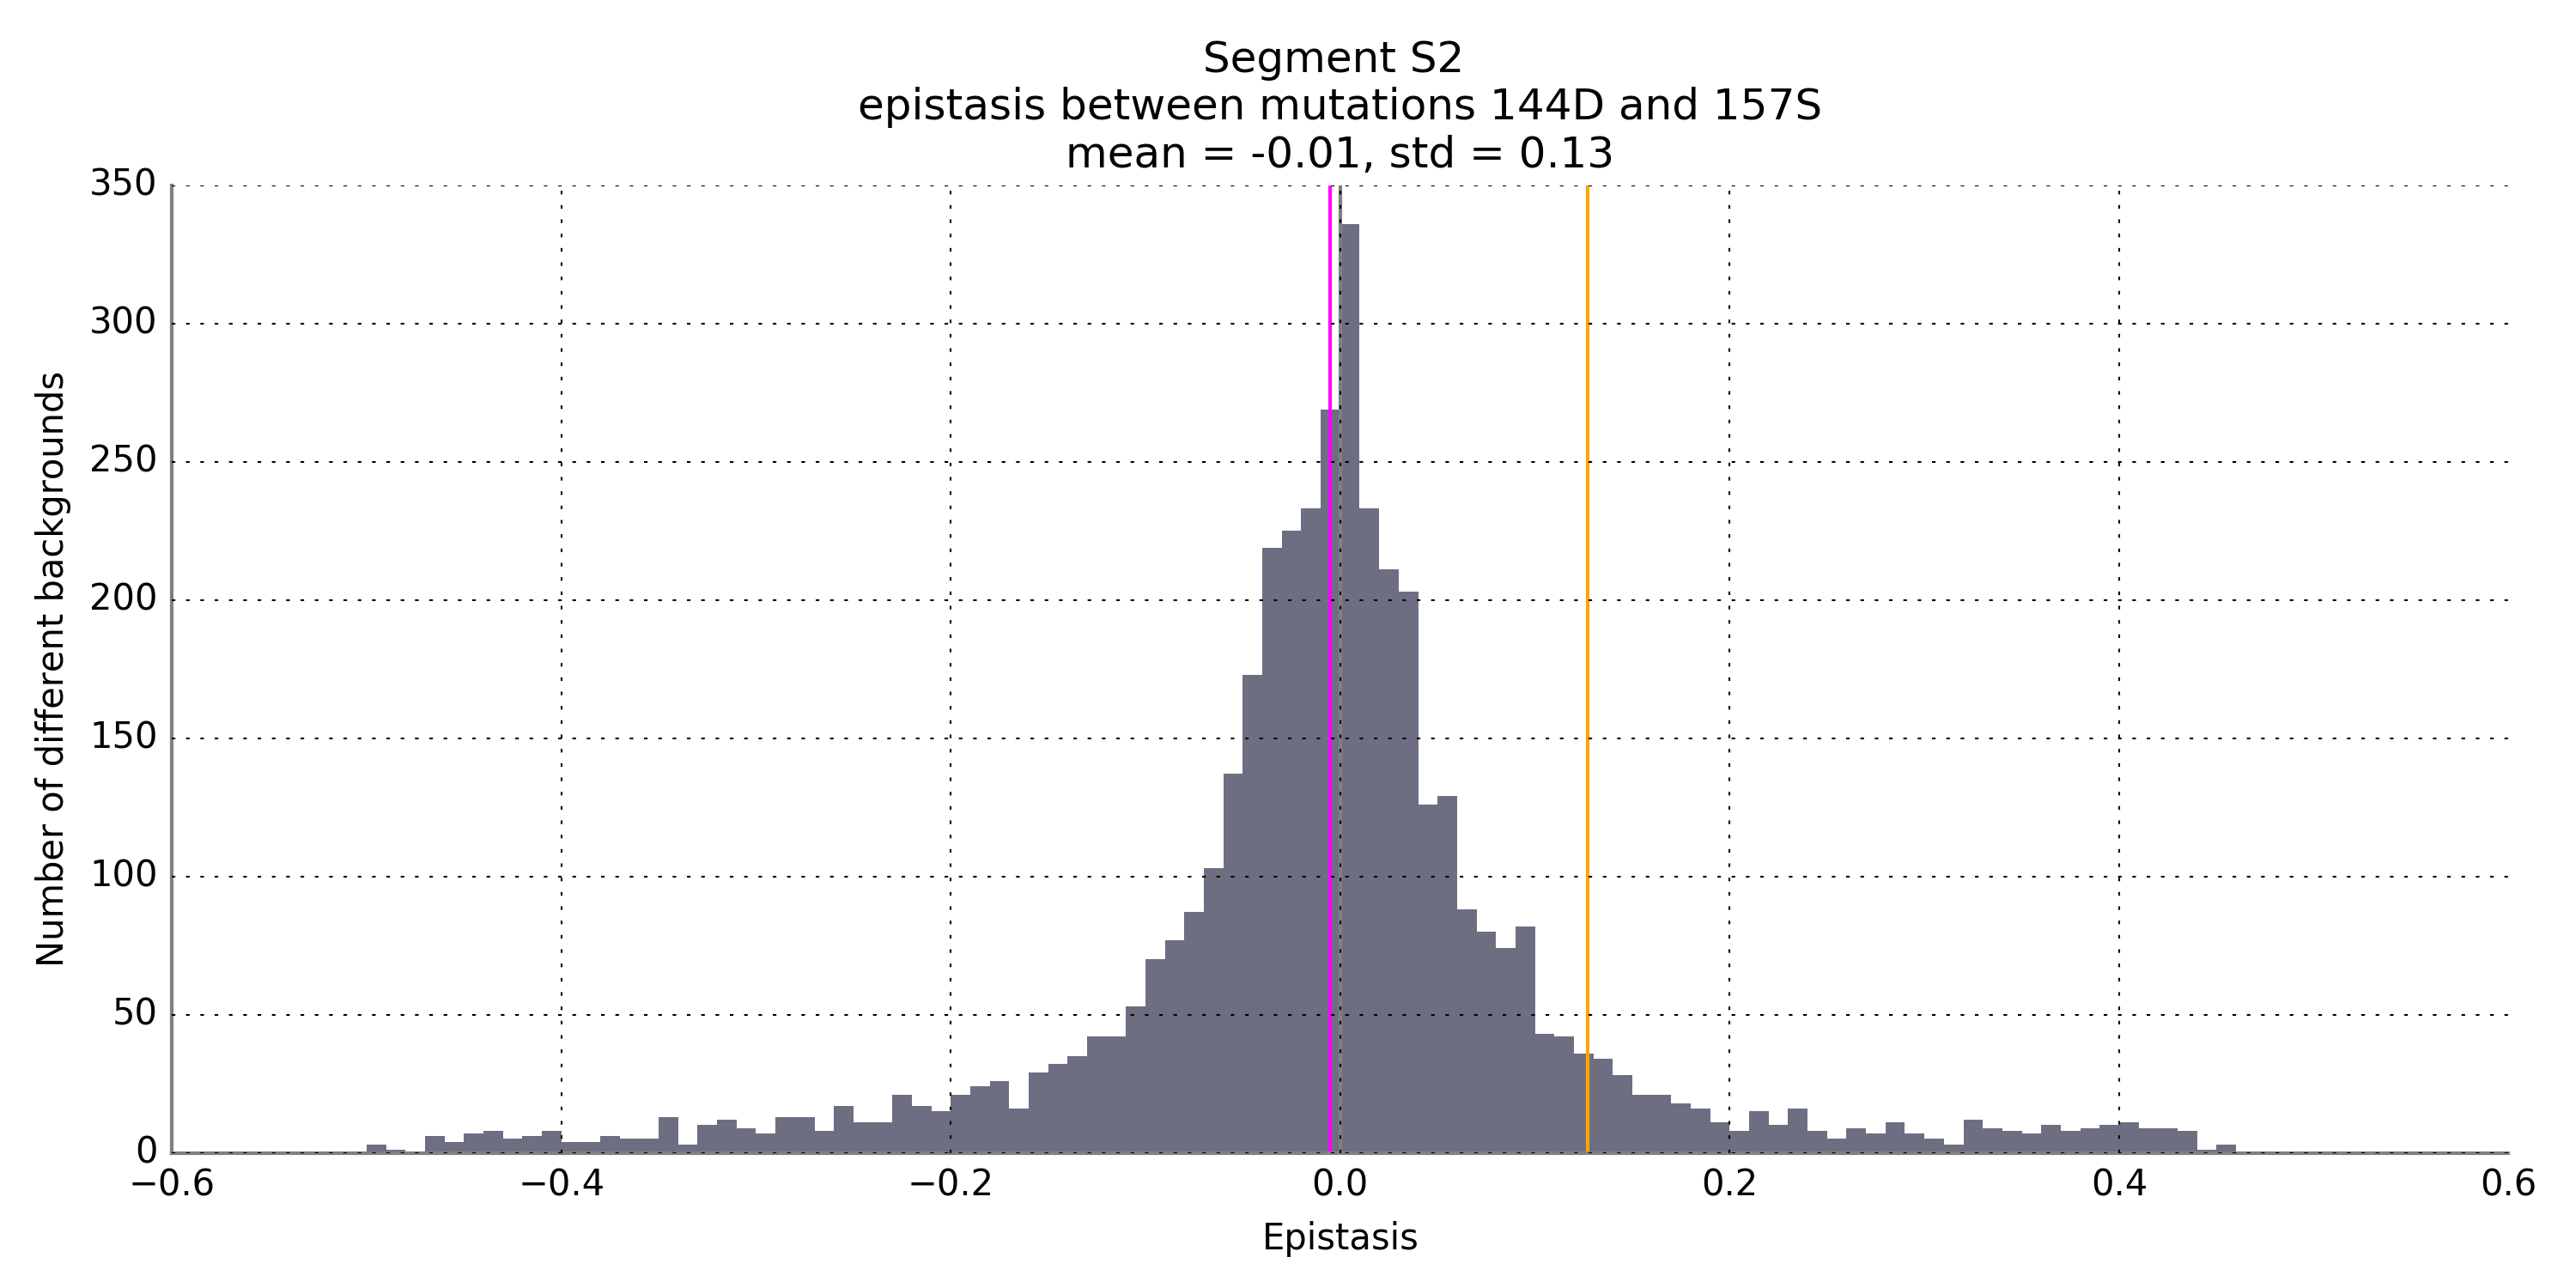 Segment S2
epistasis between mutations 144D and 157S
mean = -0.01, std = 0.13
350
300
250
200
150
100
50
0
Number of different backgrounds
−0.6 −0.4 −0.2 0.0 0.2 0.4 0.6
Epistasis